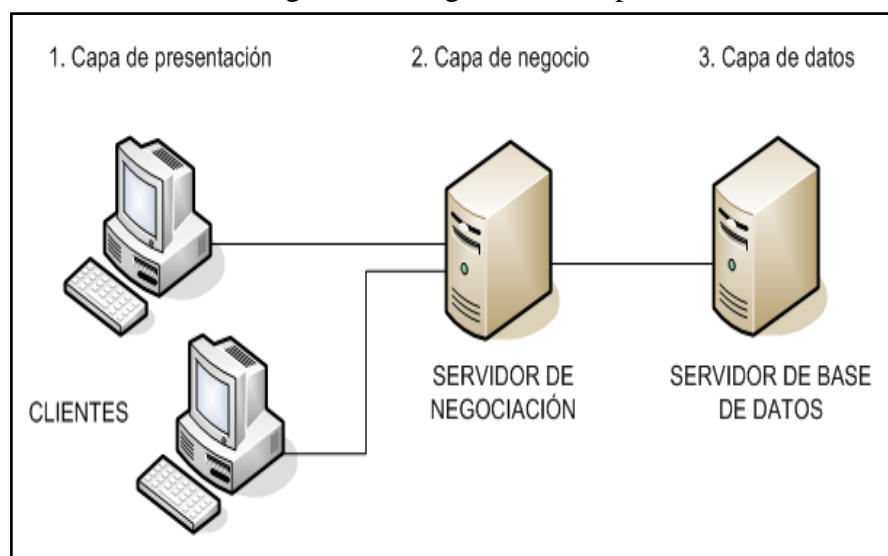 1. Capa de presentación
2. Capa de negocio
3. Capa de datos
CLIENTES
SERVIDOR DE
NEGOCIACIÓN
SERVIDOR DE BASE
DE DATOS